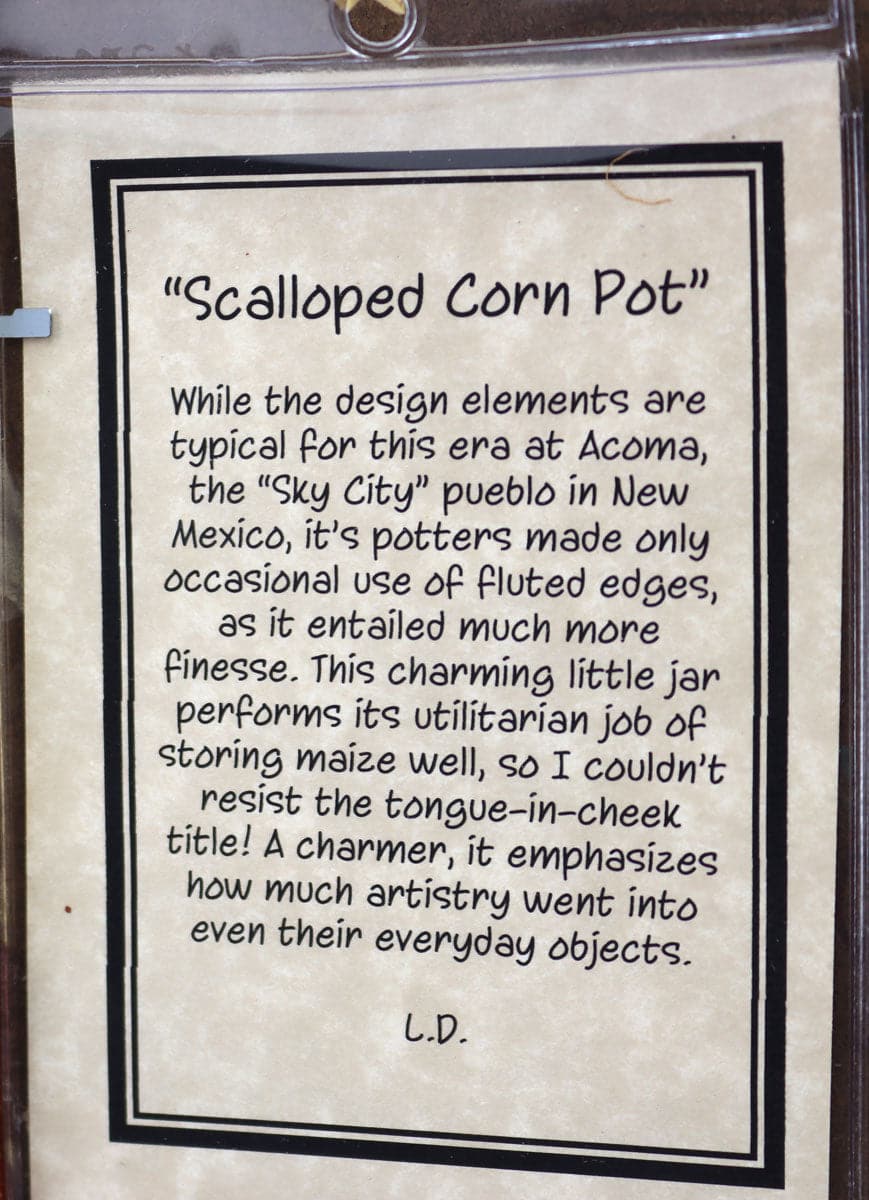 “Scalloped Corn Pot”
While the design elements are
typical for this era at Acoma,
the “Sky City” pueblo in New
Mexico, it's potters made only
occasional use of fluted edges,
as it entailed much more
finesse. This charming little jar
performs its utilitarian job of
storing maize well, so I couldn't
resist the tongue-in-cheek
title! A charmer, it emphasizes
how much artistry went into
even their everyday objects.
L.D.